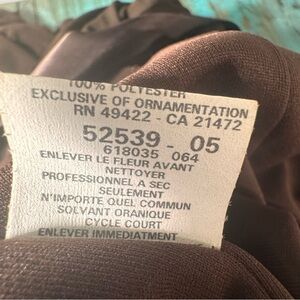 100% POLYESTER
EXCLUSIVE OF ORNAMENTATION
RN 49422 - CA 21472
52539 - 05
618035 064
ENLEVER LE FLEUR AVANT
NETTOYER
PROFESSIONNEL A SEC
SEULEMENT
N'IMPORTE QUEL COMMUN
SOLVANT ORANIQUE
CYCLE COURT
ENLEVER IMMEDIATMENT